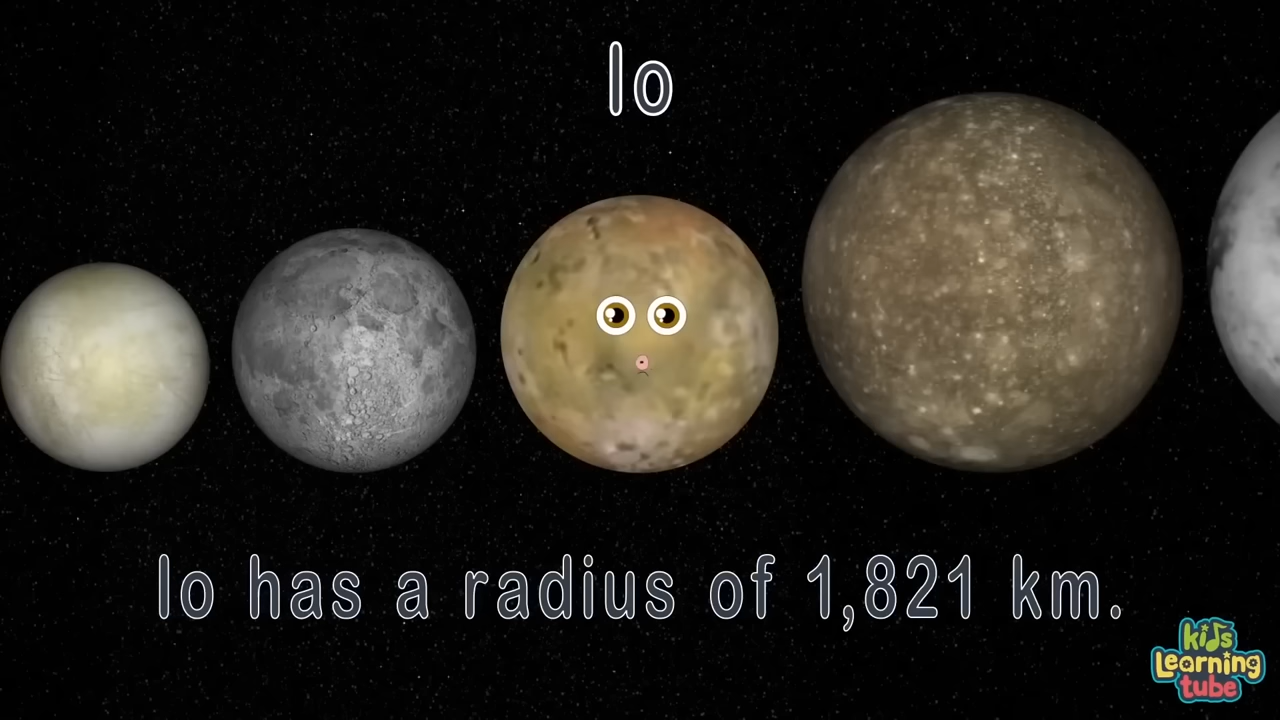 Io
Io has a radius of 1,821 km.
kids
Learning
tube